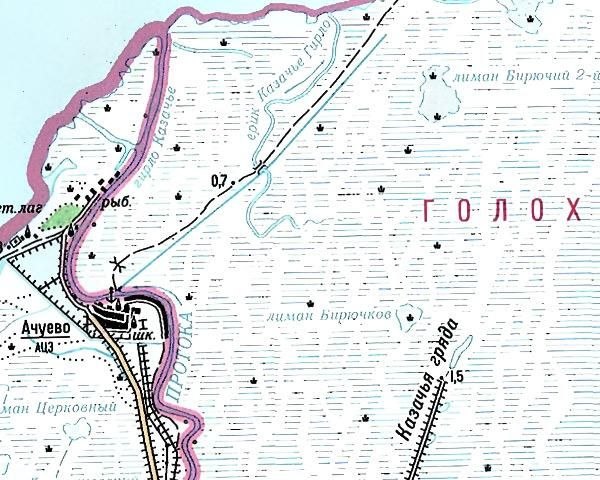 ерик Казачье Гирло
лиман Бирючий 2-й
гирло Казачье
0,7
ет. лаг
рыб.
ГОЛОХ
лиман Бирючков
ПРОТОКА
Ачуево
АЦЗ
шк.
Казачья гряда
1,5
ман Церковный